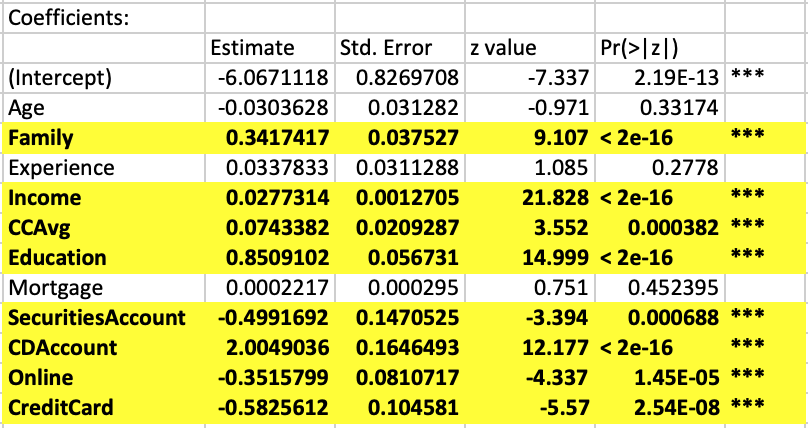 Coefficients:
Estimate Std. Error z value Pr(>|z|)
(Intercept) -6.0671118 0.8269708 -7.337 2.19E-13 ***
Age -0.0303628 0.031282 -0.971 0.33174
Family 0.3417417 0.037527 9.107 < 2e-16 ***
Experience 0.0337833 0.0311288 1.085 0.2778
Income 0.0277314 0.0012705 21.828 < 2e-16 ***
CCAvg 0.0743382 0.0209287 3.552 0.000382 ***
Education 0.8509102 0.056731 14.999 < 2e-16 ***
Mortgage 0.0002217 0.000295 0.751 0.452395
SecuritiesAccount -0.4991692 0.1470525 -3.394 0.000688 ***
CDAccount 2.0049036 0.1646493 12.177 < 2e-16 ***
Online -0.3515799 0.0810717 -4.337 1.45E-05 ***
CreditCard -0.5825612 0.104581 -5.57 2.54E-08 ***